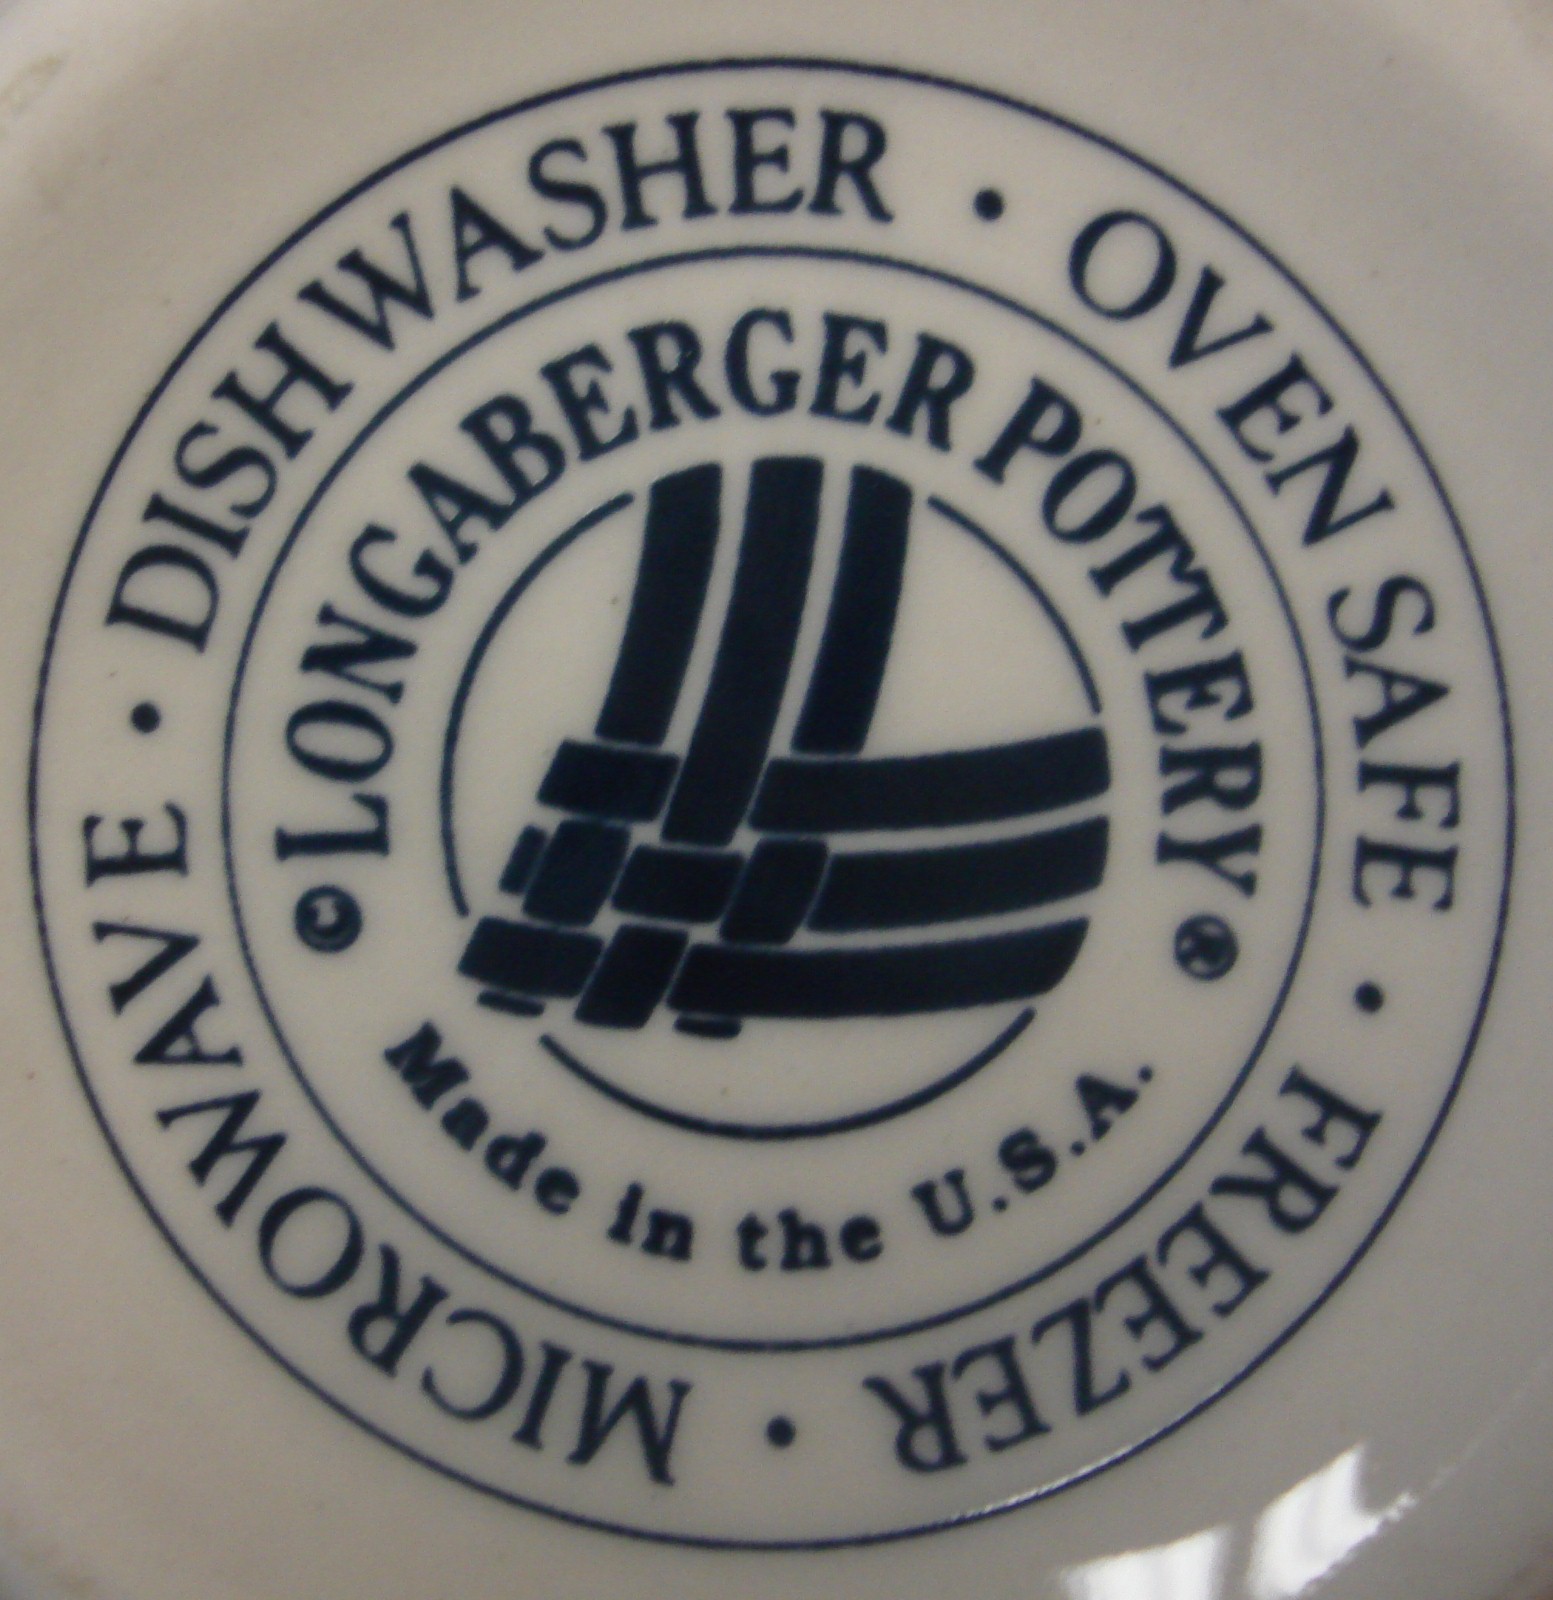 MICROWAVE • DISHWASHER • OVEN SAFE • FREEZER •
© LONGABERGER POTTERY ®
Made in the U.S.A.